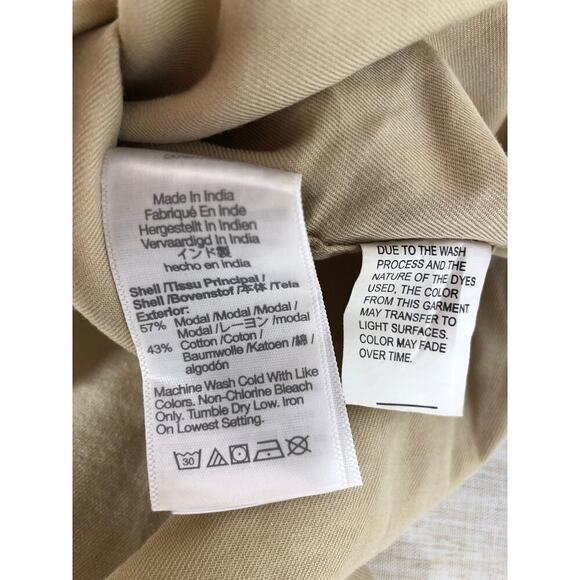 Made In India
Fabriqué En Inde
Hergestellt In Indien
Vervaardigd In India
インド製
hecho en india
Shell /Tissu Principal /
Shell /Bovenstof /本体 /Tela
Exterior:
57% Modal /Modal /Modal /
Modal /レーヨン /modal
43% Cotton /Coton /
Baumwolle /Katoen /綿 /
algodón
Machine Wash Cold With Like
Colors. Non-Chlorine Bleach
Only. Tumble Dry Low. Iron
On Lowest Setting.
30
DUE TO THE WASH
PROCESS AND THE
NATURE OF THE DYES
USED, THE COLOR
FROM THIS GARMENT
MAY TRANSFER TO
LIGHT SURFACES.
COLOR MAY FADE
OVER TIME.